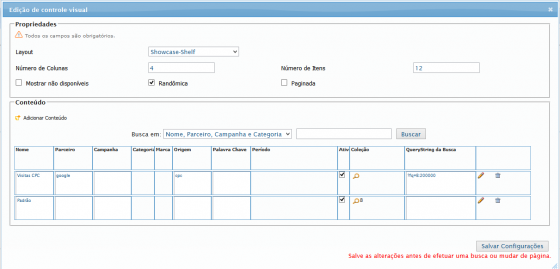 Edição de controle visual
Propriedades
Todos os campos são obrigatórios.
Layout
Showcase-Shelf
Número de Colunas
4
Número de Itens
12
Mostrar não disponíveis
Randômica
Paginada
Conteúdo
Adicionar Conteúdo
Busca em:
Nome, Parceiro, Campanha e Categoria
Buscar
Nome Parceiro Campanha Categoria Marca Origem Palavra Chave Período Ativ Coleção QueryString da Busca
Visitas CPC google cpc
Padrão 8
Salvar Configurações
Salve as alterações antes de efetuar uma busca ou mudar de página.